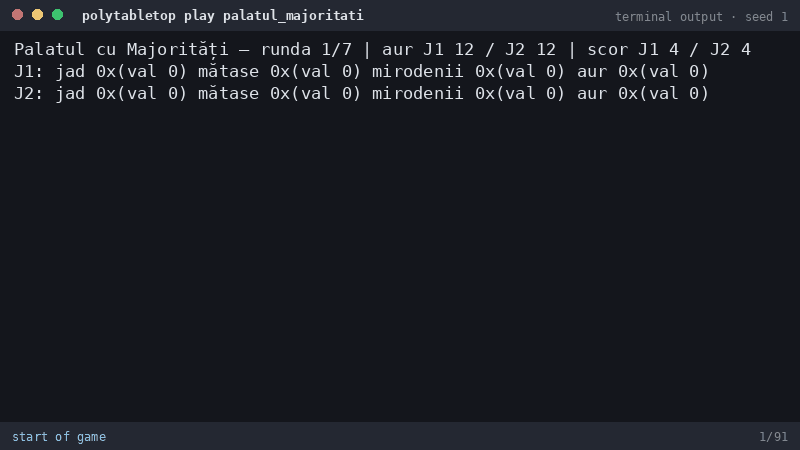 polytabletop play palatul_majoritati
terminal output · seed 1
Palatul cu Majorități — runda 1/7 | aur J1 12 / J2 12 | scor J1 4 / J2 4
J1: jad 0x(val 0) mătase 0x(val 0) mirodenii 0x(val 0) aur 0x(val 0)
J2: jad 0x(val 0) mătase 0x(val 0) mirodenii 0x(val 0) aur 0x(val 0)
start of game
1/91